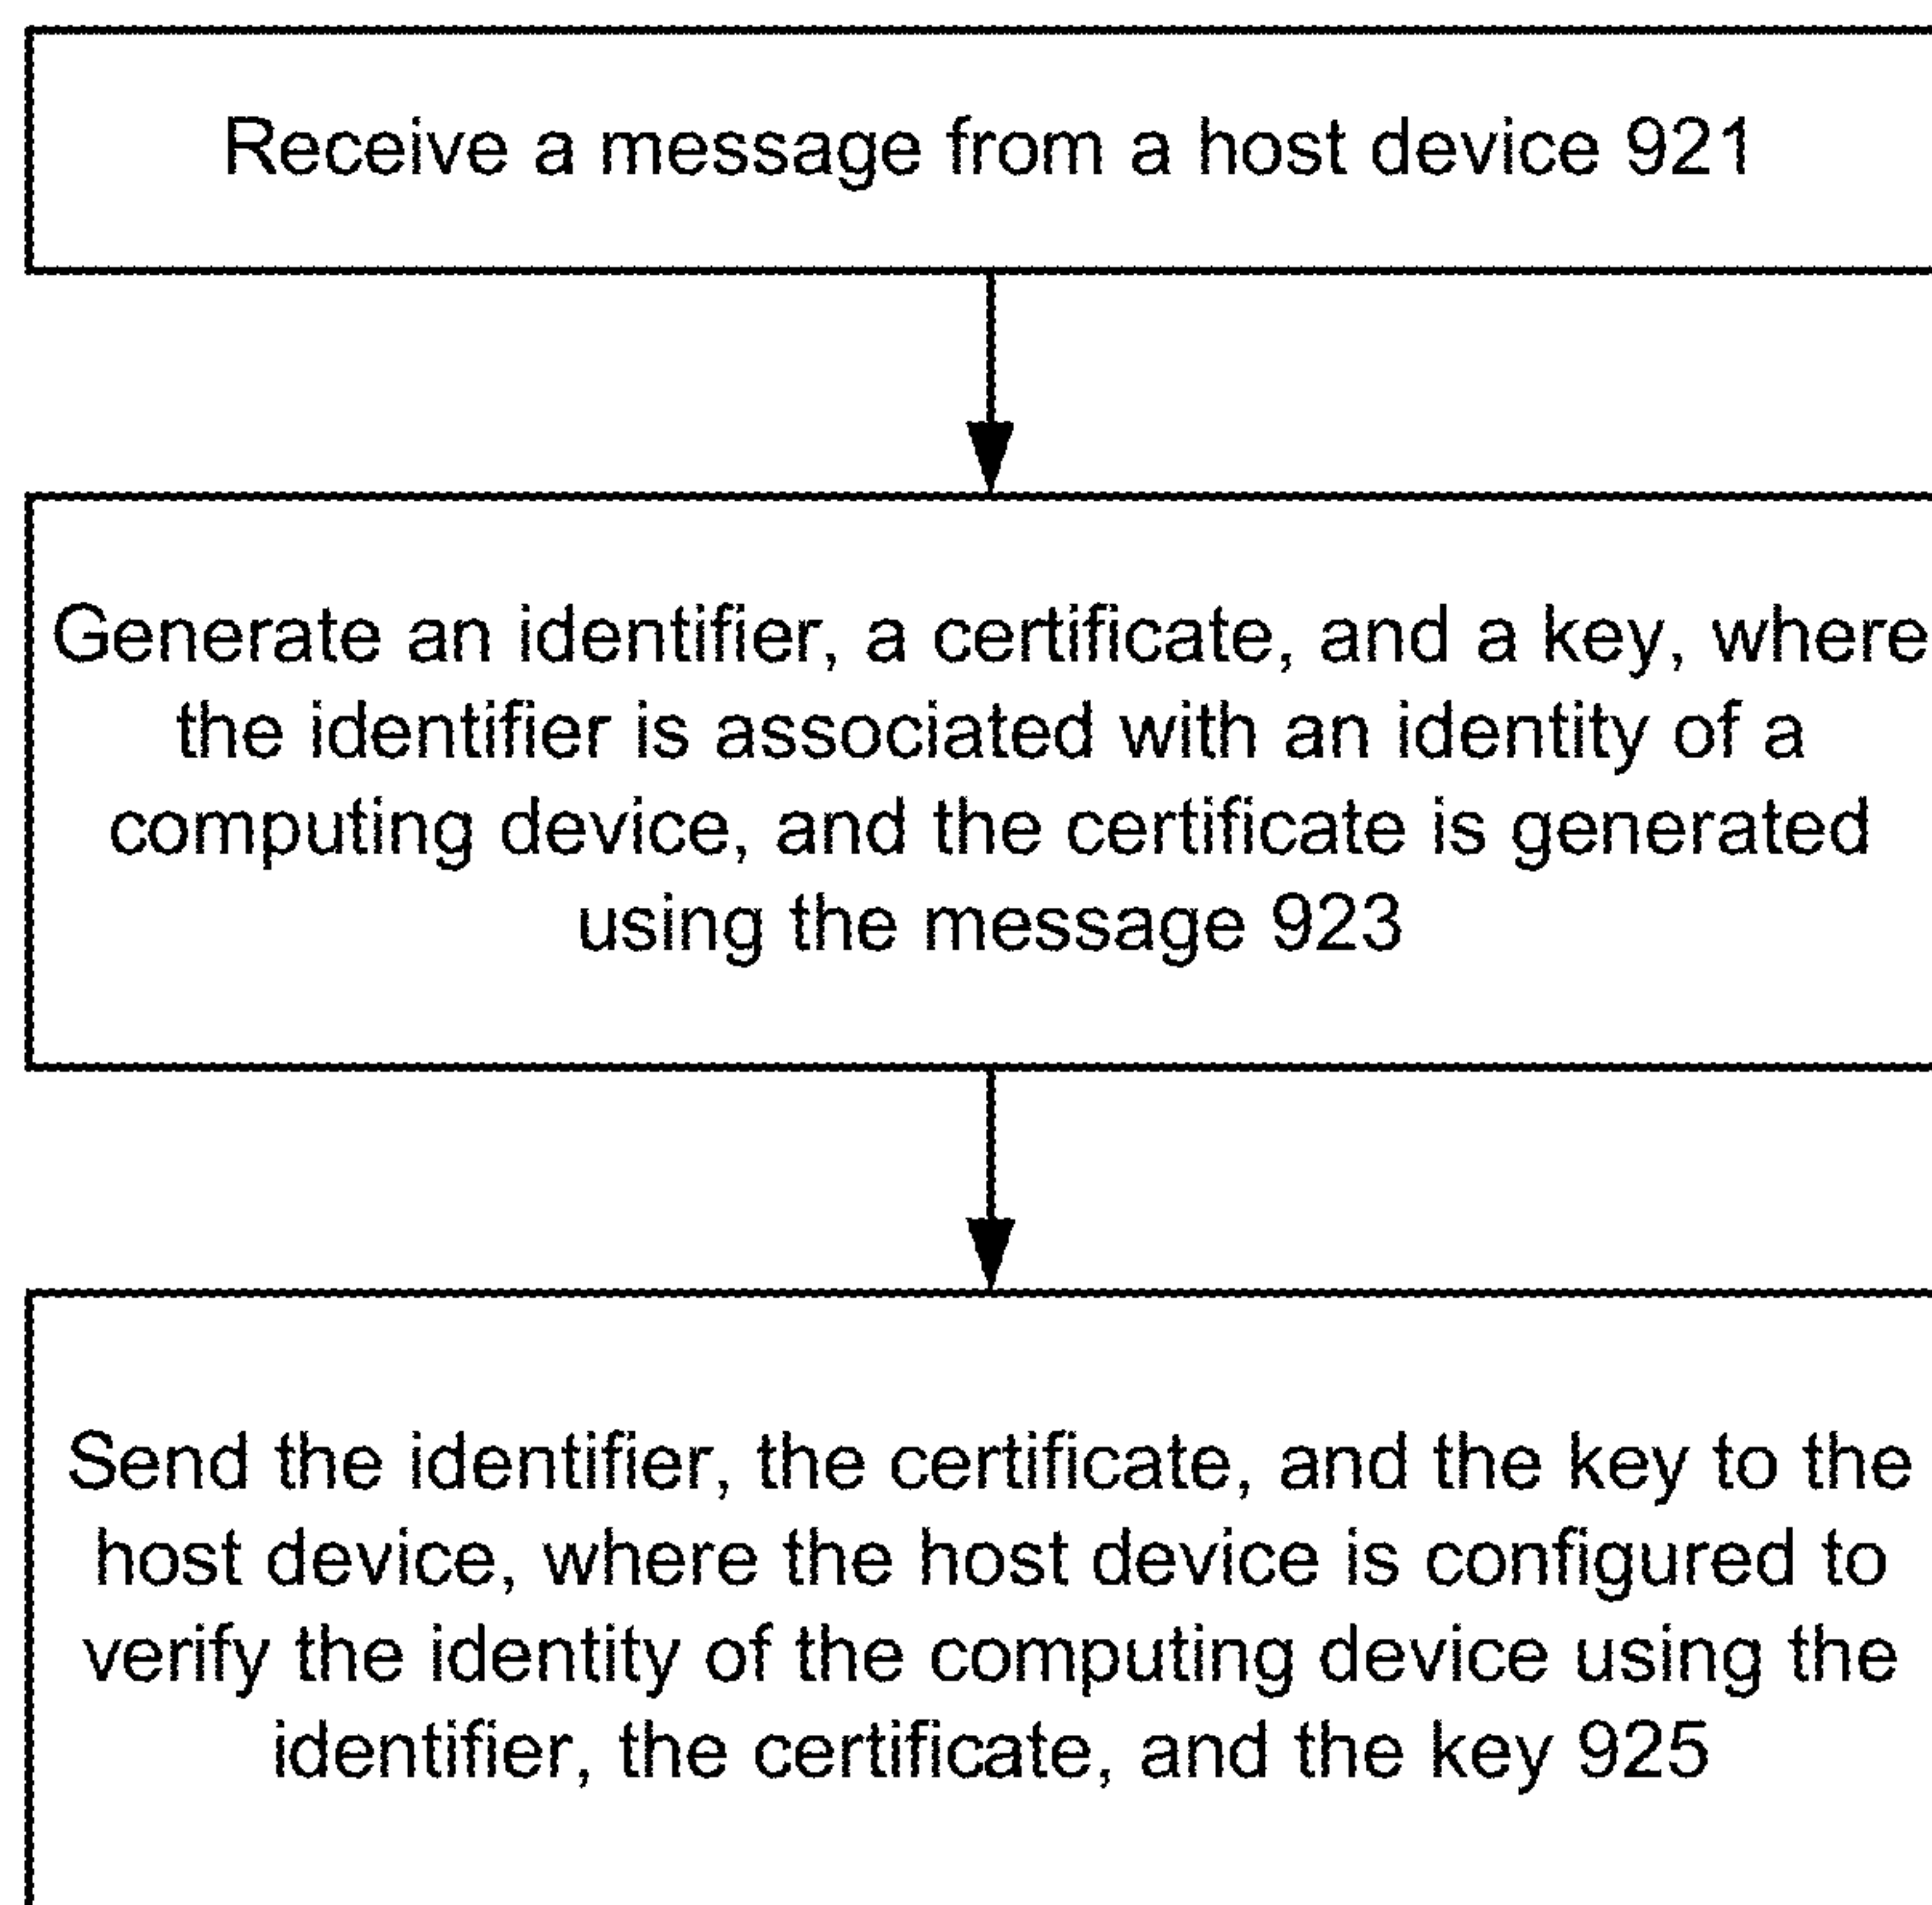 Receive a message from a host device 921
Generate an identifier, a certificate, and a key, where
the identifier is associated with an identity of a
computing device, and the certificate is generated
using the message 923
Send the identifier, the certificate, and the key to the
host device, where the host device is configured to
verify the identity of the computing device using the
identifier, the certificate, and the key 925